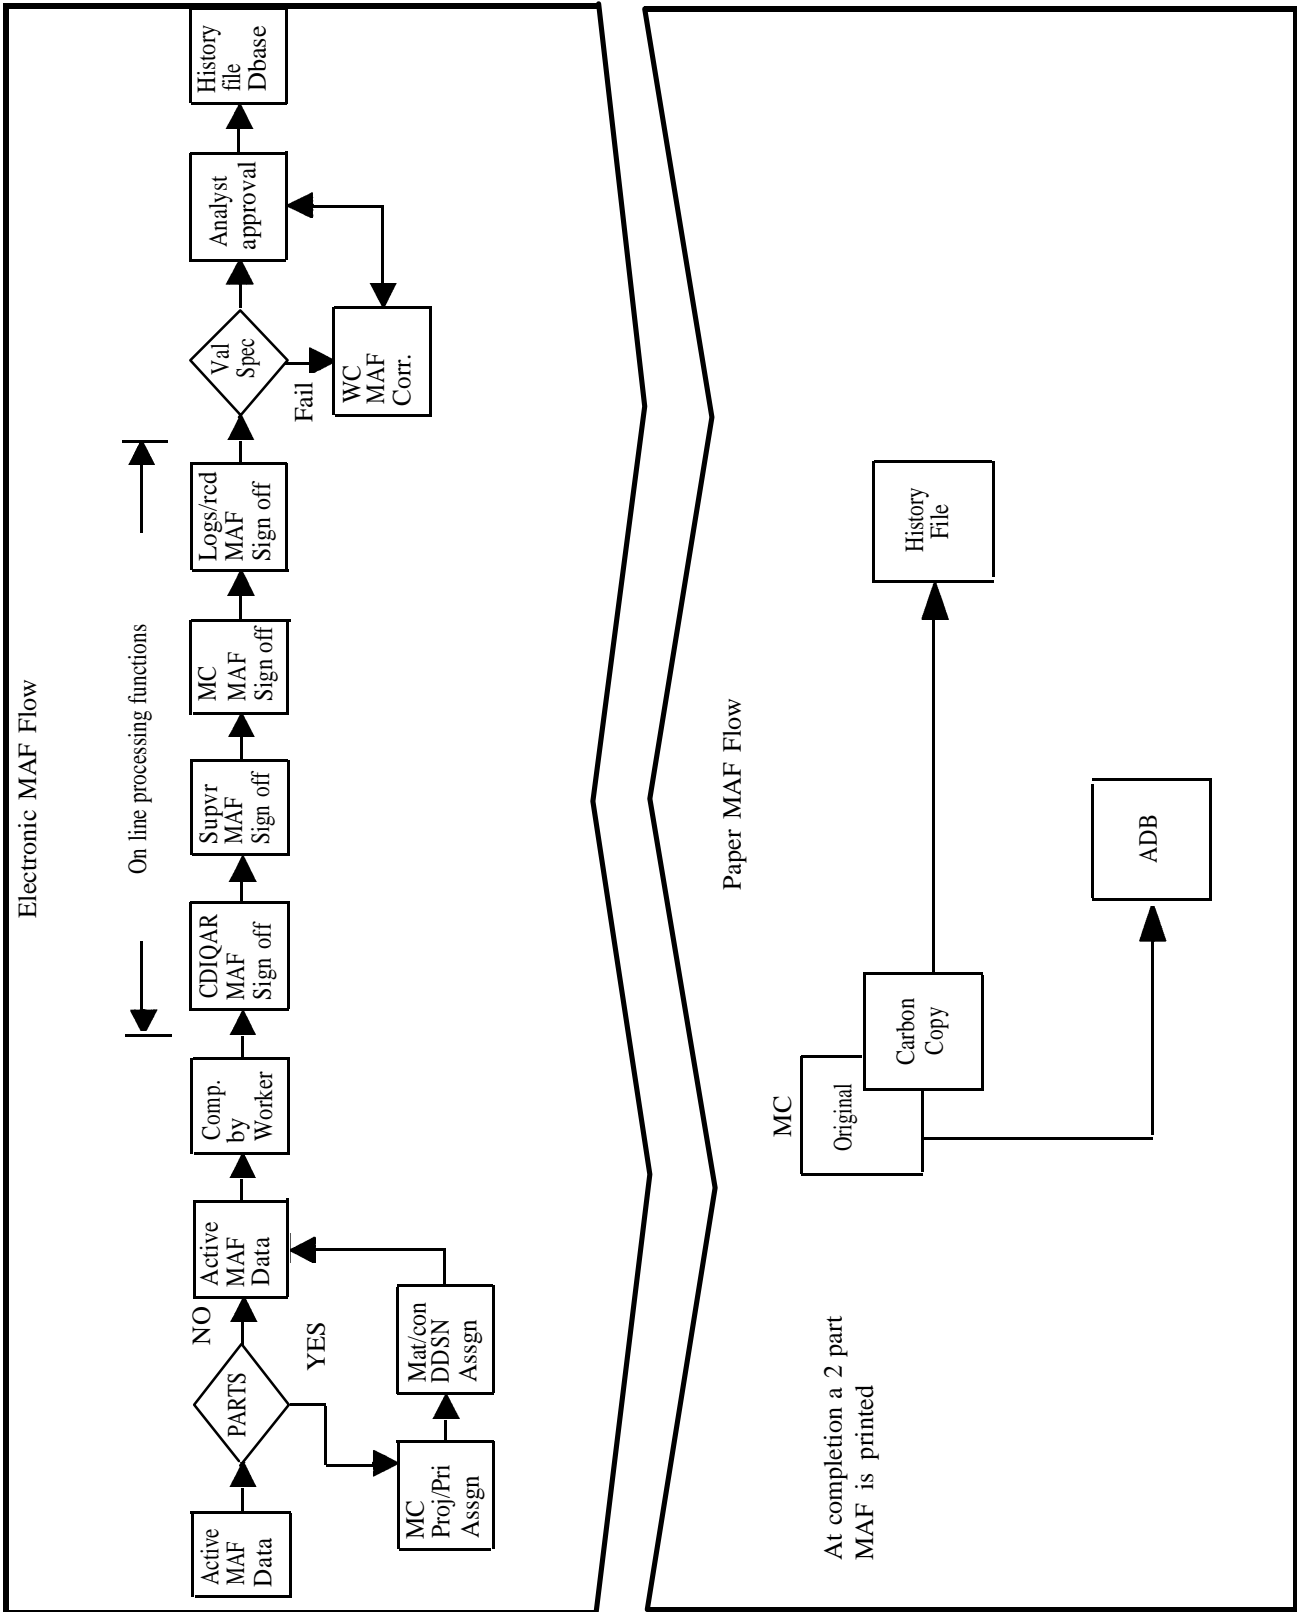 Electronic MAF Flow
On line processing functions
Active
MAF
Data
PARTS
NO
YES
MC
Proj/Pri
Assgn
Mat/con
DDSN
Assgn
Active
MAF
Data
Comp.
by
Worker
CDIQAR
MAF
Sign off
Supvr
MAF
Sign off
MC
MAF
Sign off
Logs/rcd
MAF
Sign off
Val
Spec
Fail
WC
MAF
Corr.
Analyst
approval
History
file
Dbase
Paper MAF Flow
At completion a 2 part
MAF is printed
MC
Original
Carbon
Copy
ADB
History
File